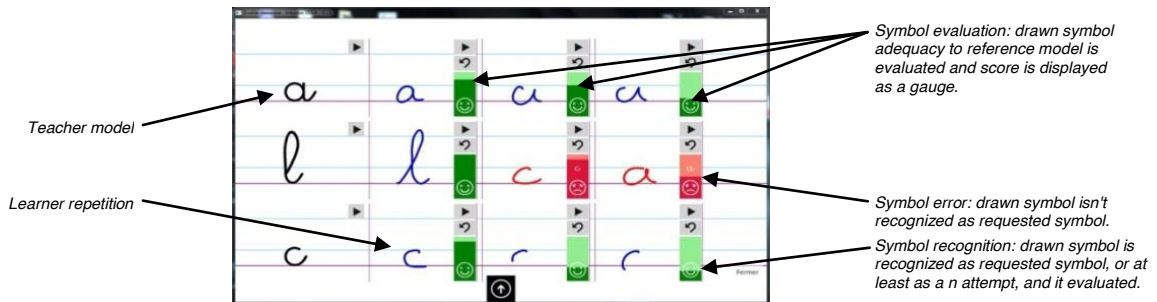 Symbol evaluation: drawn symbol
adequacy to reference model is
evaluated and score is displayed
as a gauge.
a a a a
Teacher model
l l c a
Learner repetition
Symbol error: drawn symbol isn't
recognized as requested symbol.
c c
Symbol recognition: drawn symbol is
recognized as requested symbol, or at
least as a n attempt, and it evaluated.
Fermer